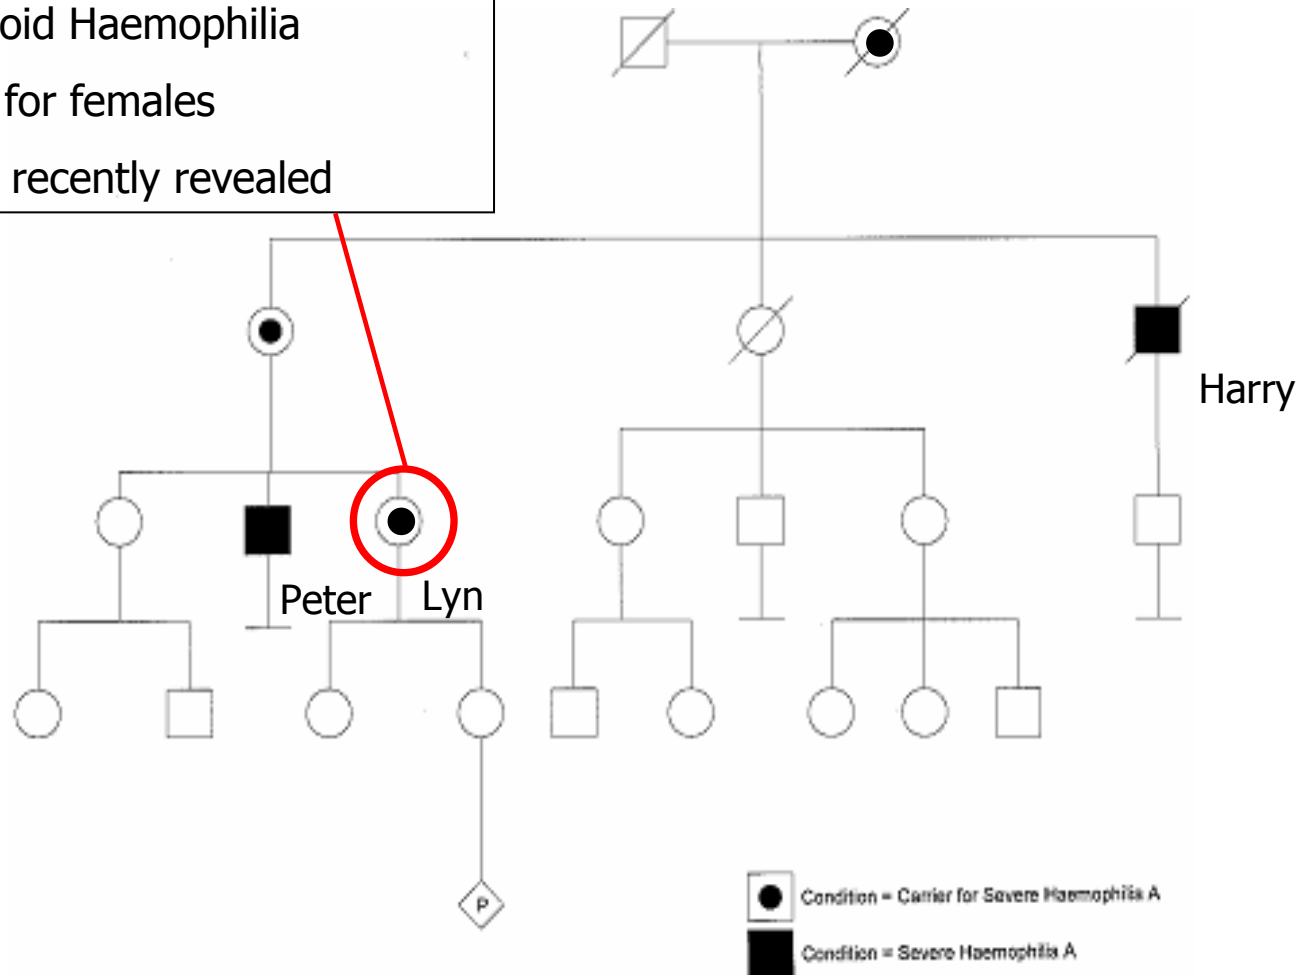 oid Haemophilia
for females
recently revealed
Harry
Peter
Lyn
P
Condition = Carrier for Severe Haemophilia A
Condition = Severe Haemophilia A